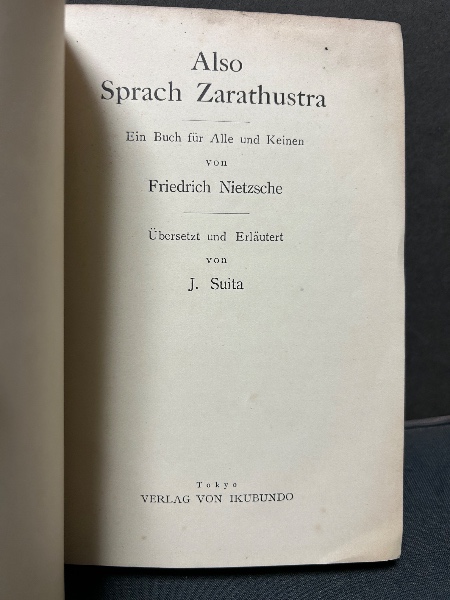 Also
Sprach Zarathustra
Ein Buch für Alle und Keinen
von
Friedrich Nietzsche
Übersetzt und Erläutert
von
J. Suita
Tokyo
VERLAG VON IKUBUNDO